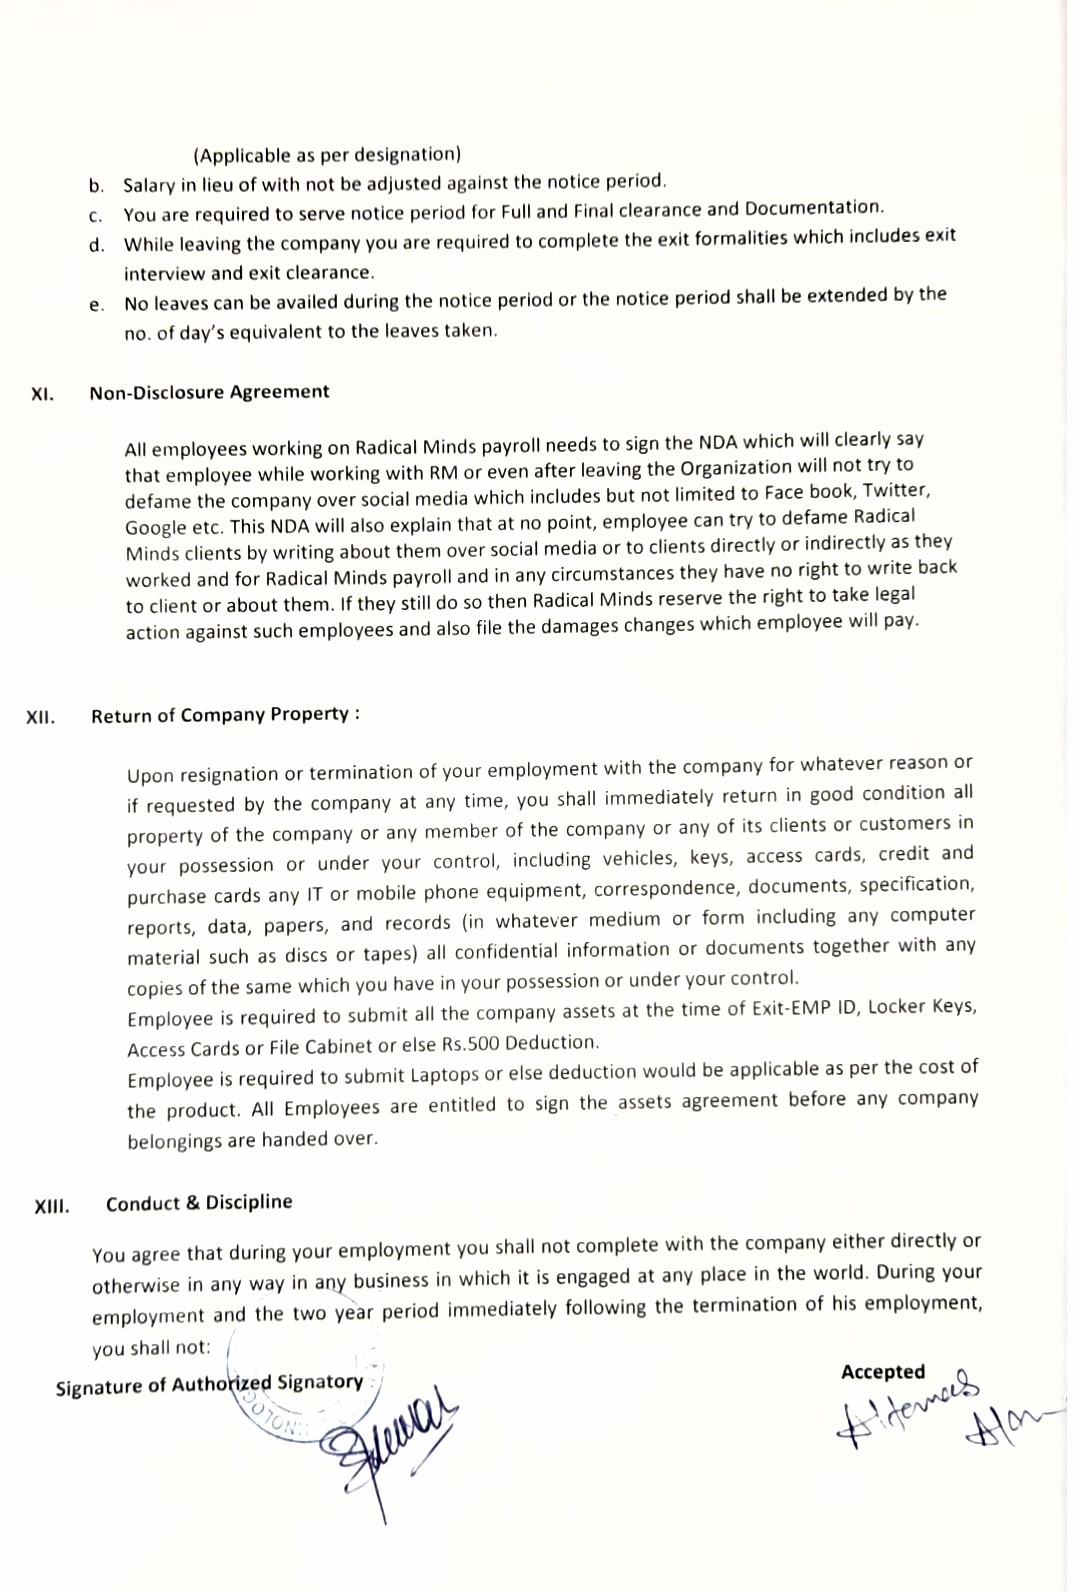 (Applicable as per designation)
b. Salary in lieu of with not be adjusted against the notice period.
c. You are required to serve notice period for Full and Final clearance and Documentation.
d. While leaving the company you are required to complete the exit formalities which includes exit
interview and exit clearance.
e. No leaves can be availed during the notice period or the notice period shall be extended by the
no. of day's equivalent to the leaves taken.
XI. Non-Disclosure Agreement
All employees working on Radical Minds payroll needs to sign the NDA which will clearly say
that employee while working with RM or even after leaving the Organization will not try to
defame the company over social media which includes but not limited to Face book, Twitter,
Google etc. This NDA will also explain that at no point, employee can try to defame Radical
Minds clients by writing about them over social media or to clients directly or indirectly as they
worked and for Radical Minds payroll and in any circumstances they have no right to write back
to client or about them. If they still do so then Radical Minds reserve the right to take legal
action against such employees and also file the damages changes which employee will pay.
XII. Return of Company Property :
Upon resignation or termination of your employment with the company for whatever reason or
if requested by the company at any time, you shall immediately return in good condition all
property of the company or any member of the company or any of its clients or customers in
your possession or under your control, including vehicles, keys, access cards, credit and
purchase cards any IT or mobile phone equipment, correspondence, documents, specification,
reports, data, papers, and records (in whatever medium or form including any computer
material such as discs or tapes) all confidential information or documents together with any
copies of the same which you have in your possession or under your control.
Employee is required to submit all the company assets at the time of Exit-EMP ID, Locker Keys,
Access Cards or File Cabinet or else Rs.500 Deduction.
Employee is required to submit Laptops or else deduction would be applicable as per the cost of
the product. All Employees are entitled to sign the assets agreement before any company
belongings are handed over.
XIII. Conduct & Discipline
You agree that during your employment you shall not complete with the company either directly or
otherwise in any way in any business in which it is engaged at any place in the world. During your
employment and the two year period immediately following the termination of his employment,
you shall not:
Signature of Authorized Signatory
Accepted